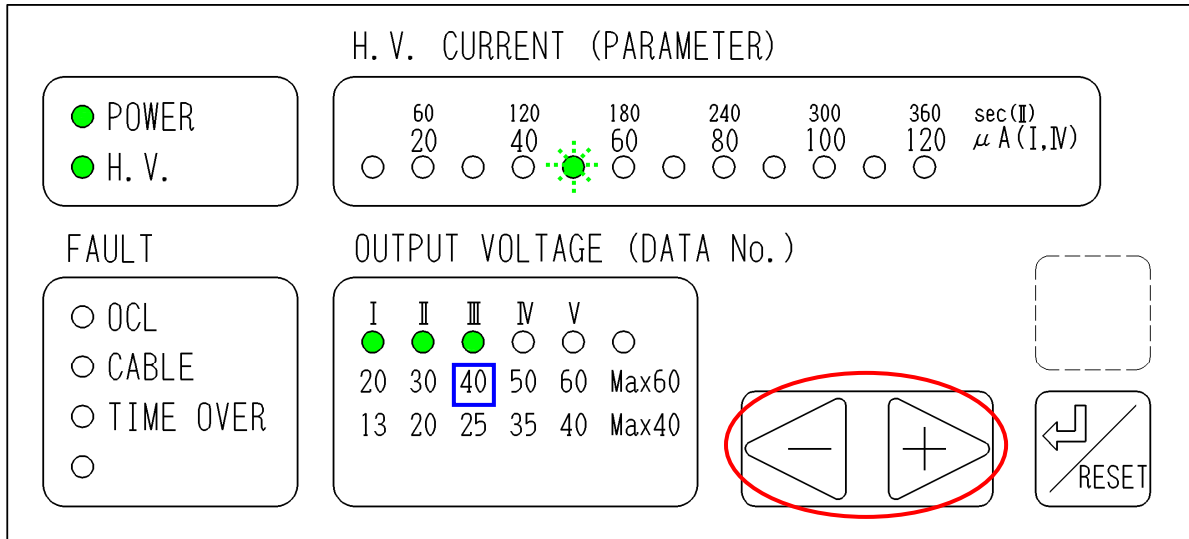 H.V. CURRENT (PARAMETER)
POWER
H.V.
60 120 180 240 300 360 sec(Ⅱ)
20 40 60 80 100 120 μA(Ⅰ,Ⅳ)
FAULT
OCL
CABLE
TIME OVER
OUTPUT VOLTAGE (DATA No.)
Ⅰ Ⅱ Ⅲ Ⅳ Ⅴ
20 30 40 50 60 Max60
13 20 25 35 40 Max40
− +
RESET